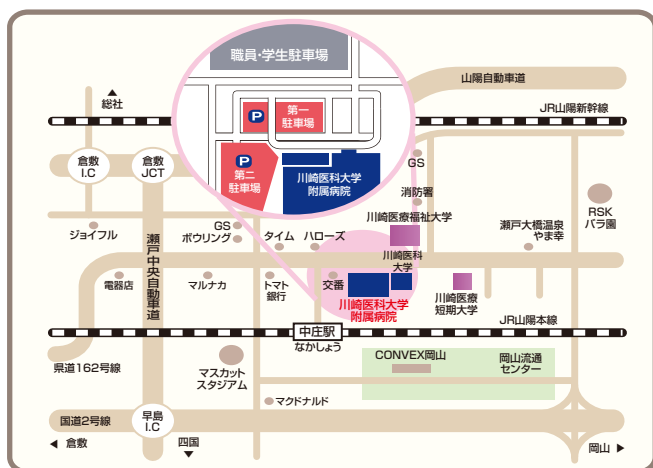 職員・学生駐車場
山陽自動車道
総社
P
第一
駐車場
JR山陽新幹線
倉敷
I.C
倉敷
JCT
P
第二
駐車場
川崎医科大学
附属病院
GS
消防署
川崎医療福祉大学
RSK
バラ園
ジョイフル
GS
ボウリング
タイム
ハローズ
川崎医科
大学
瀬戸大橋温泉
やま幸
瀬戸中央自動車道
電器店
マルナカ
トマト
銀行
交番
川崎医科大学
附属病院
川崎医療
短期大学
中庄駅
なかしょう
JR山陽本線
県道162号線
マスカット
スタジアム
CONVEX岡山
岡山流通
センター
マクドナルド
国道2号線
早島
I.C
倉敷
四国
岡山